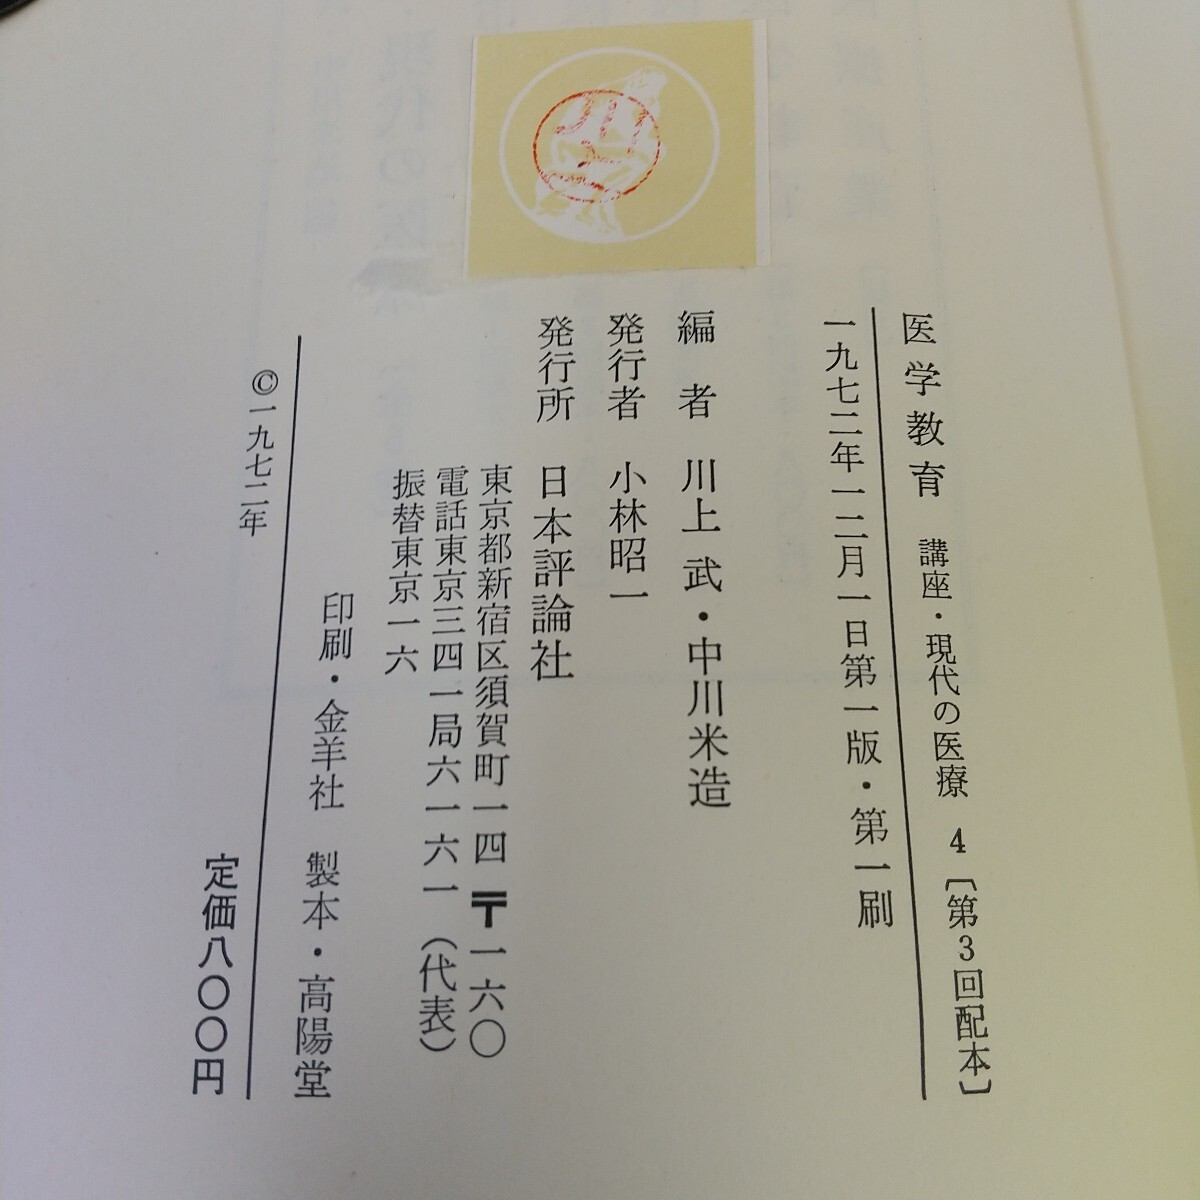 医学教育 講座・現代の医療 4〔第3回配本〕
一九七二年一二月一日第一版・第一刷
編者 川上 武・中川米造
発行者 小林昭一
発行所 日本評論社
東京都新宿区須賀町一四 〒一六〇
電話東京三四一局六一六一（代表）
振替東京一六
印刷・金羊社 製本・高陽堂
©一九七二年
定価八〇〇円